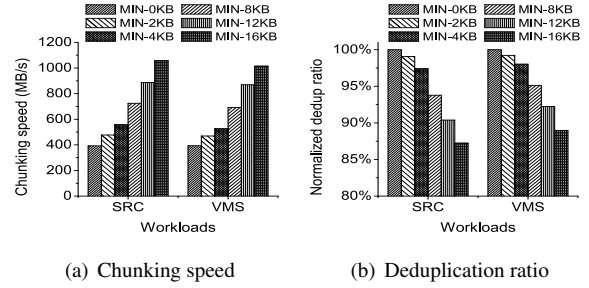 MIN-0KB MIN-8KB
MIN-2KB MIN-12KB
MIN-4KB MIN-16KB
Chunking speed (MB/s)
1200
1000
800
600
400
200
0
SRC VMS
Workloads
(a) Chunking speed
MIN-0KB MIN-8KB
MIN-2KB MIN-12KB
MIN-4KB MIN-16KB
Normalized dedup ratio
100%
95%
90%
85%
80%
SRC VMS
Workloads
(b) Deduplication ratio